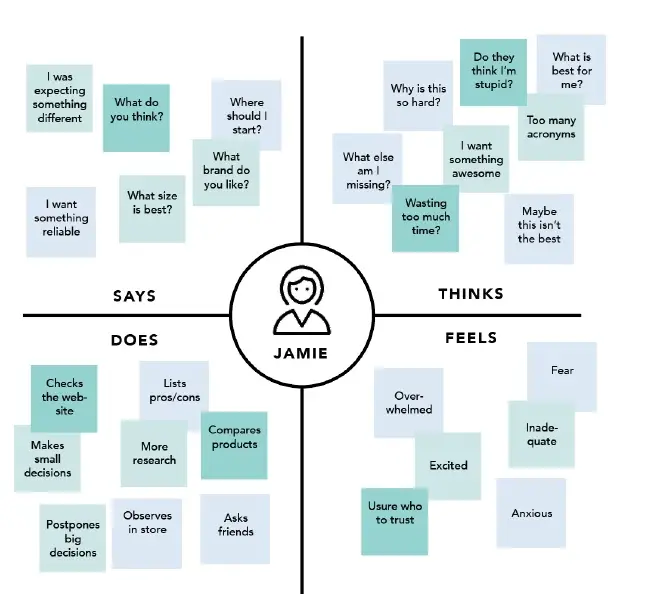 I was
expecting
something
different
What do
you think?
Where
should I
start?
What
brand do
you like?
I want
something
reliable
What size
is best?
SAYS
Why is this
so hard?
Do they
think I'm
stupid?
What is
best for
me?
Too many
acronyms
What else
am I
missing?
I want
something
awesome
Wasting
too much
time?
Maybe
this isn't
the best
THINKS
JAMIE
DOES
Checks
the web-
site
Lists
pros/cons
Makes
small
decisions
More
research
Compares
products
Postpones
big
decisions
Observes
in store
Asks
friends
FEELS
Over-
whelmed
Fear
Inade-
quate
Excited
Usure who
to trust
Anxious